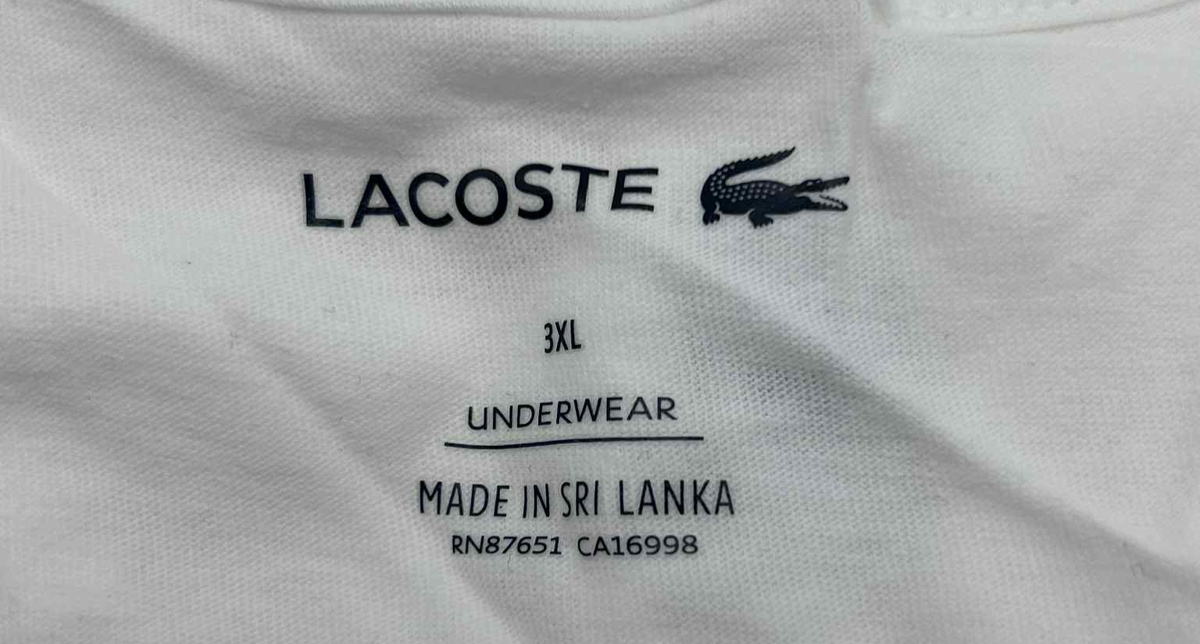 LACOSTE
3XL
UNDERWEAR
MADE IN SRI LANKA
RN87651 CA16998